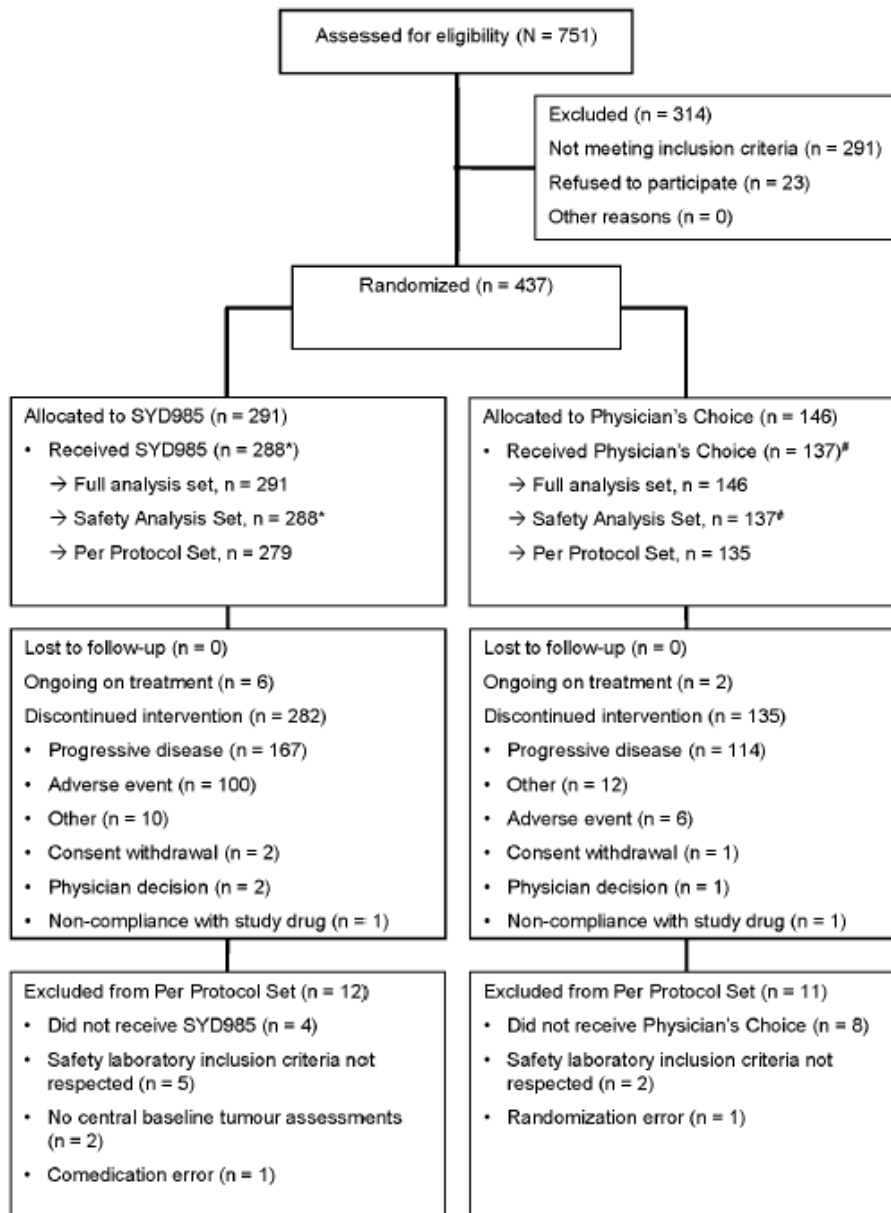 Assessed for eligibility (N = 751)
Excluded (n = 314)
Not meeting inclusion criteria (n = 291)
Refused to participate (n = 23)
Other reasons (n = 0)
Randomized (n = 437)
Allocated to SYD985 (n = 291)
• Received SYD985 (n = 288*)
→ Full analysis set, n = 291
→ Safety Analysis Set, n = 288*
→ Per Protocol Set, n = 279
Allocated to Physician's Choice (n = 146)
• Received Physician's Choice (n = 137)#
→ Full analysis set, n = 146
→ Safety Analysis Set, n = 137#
→ Per Protocol Set, n = 135
Lost to follow-up (n = 0)
Ongoing on treatment (n = 6)
Discontinued intervention (n = 282)
• Progressive disease (n = 167)
• Adverse event (n = 100)
• Other (n = 10)
• Consent withdrawal (n = 2)
• Physician decision (n = 2)
• Non-compliance with study drug (n = 1)
Lost to follow-up (n = 0)
Ongoing on treatment (n = 2)
Discontinued intervention (n = 135)
• Progressive disease (n = 114)
• Other (n = 12)
• Adverse event (n = 6)
• Consent withdrawal (n = 1)
• Physician decision (n = 1)
• Non-compliance with study drug (n = 1)
Excluded from Per Protocol Set (n = 12)
• Did not receive SYD985 (n = 4)
• Safety laboratory inclusion criteria not
respected (n = 5)
• No central baseline tumour assessments
(n = 2)
• Comedication error (n = 1)
Excluded from Per Protocol Set (n = 11)
• Did not receive Physician's Choice (n = 8)
• Safety laboratory inclusion criteria not
respected (n = 2)
• Randomization error (n = 1)